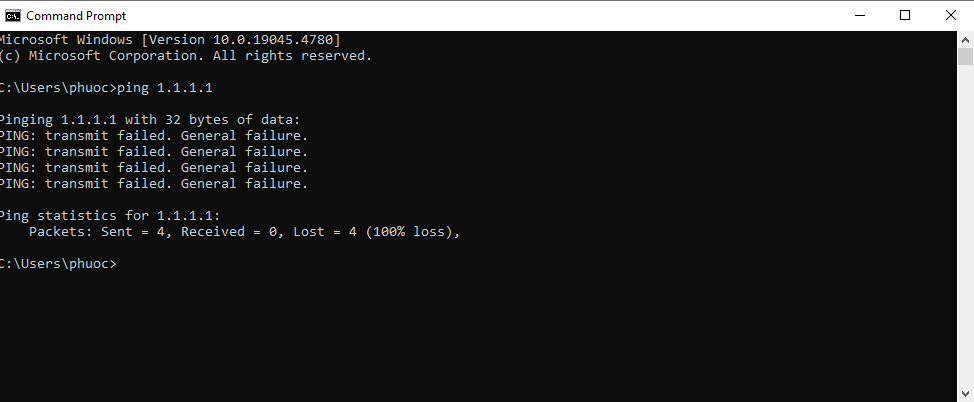 Command Prompt
Microsoft Windows [Version 10.0.19045.4780]
(c) Microsoft Corporation. All rights reserved.
C:\Users\phuoc>ping 1.1.1.1
Pinging 1.1.1.1 with 32 bytes of data:
PING: transmit failed. General failure.
PING: transmit failed. General failure.
PING: transmit failed. General failure.
PING: transmit failed. General failure.
Ping statistics for 1.1.1.1:
    Packets: Sent = 4, Received = 0, Lost = 4 (100% loss),
C:\Users\phuoc>